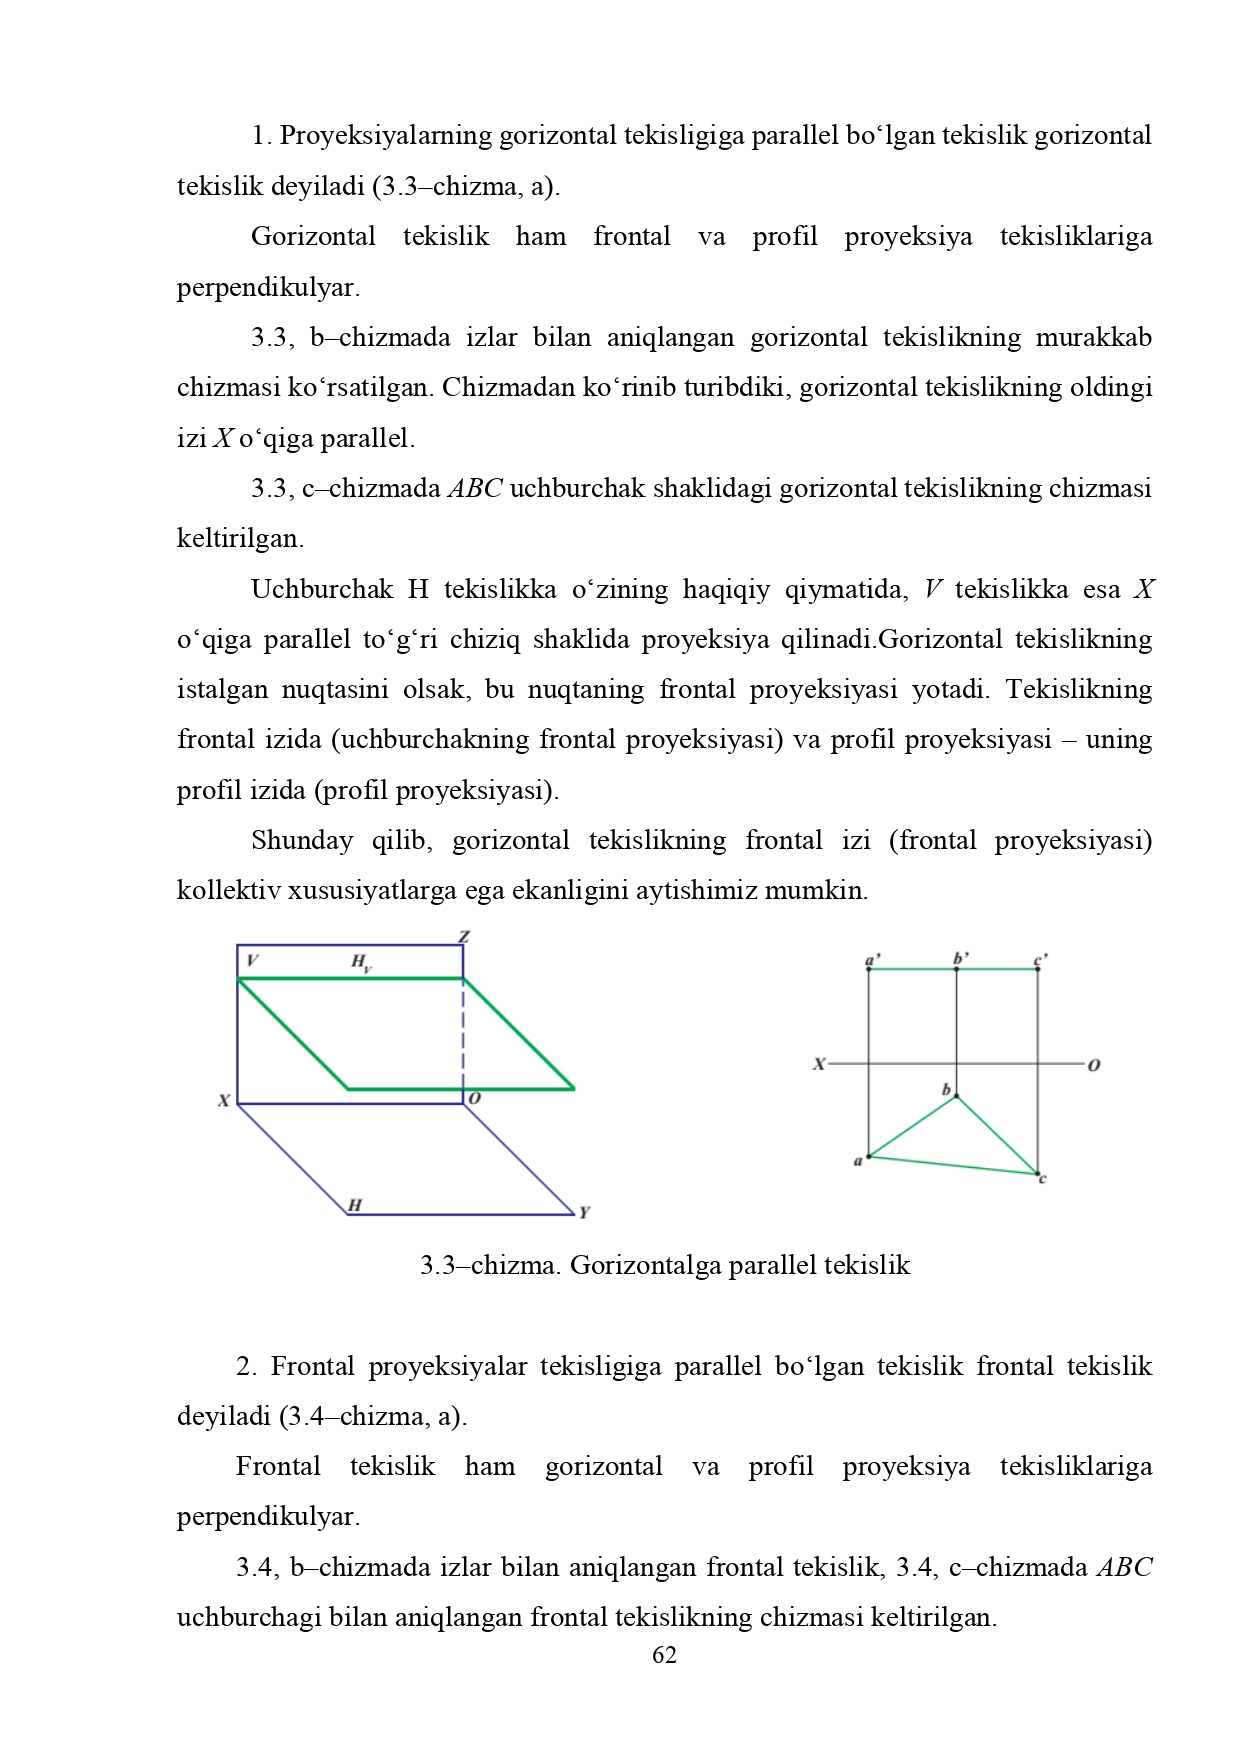 1. Proyeksiyalarning gorizontal tekisligiga parallel bo‘lgan tekislik gorizontal
tekislik deyiladi (3.3–chizma, a).
Gorizontal tekislik ham frontal va profil proyeksiya tekisliklariga
perpendikulyar.
3.3, b–chizmada izlar bilan aniqlangan gorizontal tekislikning murakkab
chizmasi ko‘rsatilgan. Chizmadan ko‘rinib turibdiki, gorizontal tekislikning oldingi
izi X o‘qiga parallel.
3.3, c–chizmada ABC uchburchak shaklidagi gorizontal tekislikning chizmasi
keltirilgan.
Uchburchak H tekislikka o‘zining haqiqiy qiymatida, V tekislikka esa X
o‘qiga parallel to‘g‘ri chiziq shaklida proyeksiya qilinadi.Gorizontal tekislikning
istalgan nuqtasini olsak, bu nuqtaning frontal proyeksiyasi yotadi. Tekislikning
frontal izida (uchburchakning frontal proyeksiyasi) va profil proyeksiyasi – uning
profil izida (profil proyeksiyasi).
Shunday qilib, gorizontal tekislikning frontal izi (frontal proyeksiyasi)
kollektiv xususiyatlarga ega ekanligini aytishimiz mumkin.
Z
V H_V
X O
H Y
a’ b’ c’
X O
b
a
c
3.3–chizma. Gorizontalga parallel tekislik
2. Frontal proyeksiyalar tekisligiga parallel bo‘lgan tekislik frontal tekislik
deyiladi (3.4–chizma, a).
Frontal tekislik ham gorizontal va profil proyeksiya tekisliklariga
perpendikulyar.
3.4, b–chizmada izlar bilan aniqlangan frontal tekislik, 3.4, c–chizmada ABC
uchburchagi bilan aniqlangan frontal tekislikning chizmasi keltirilgan.
62